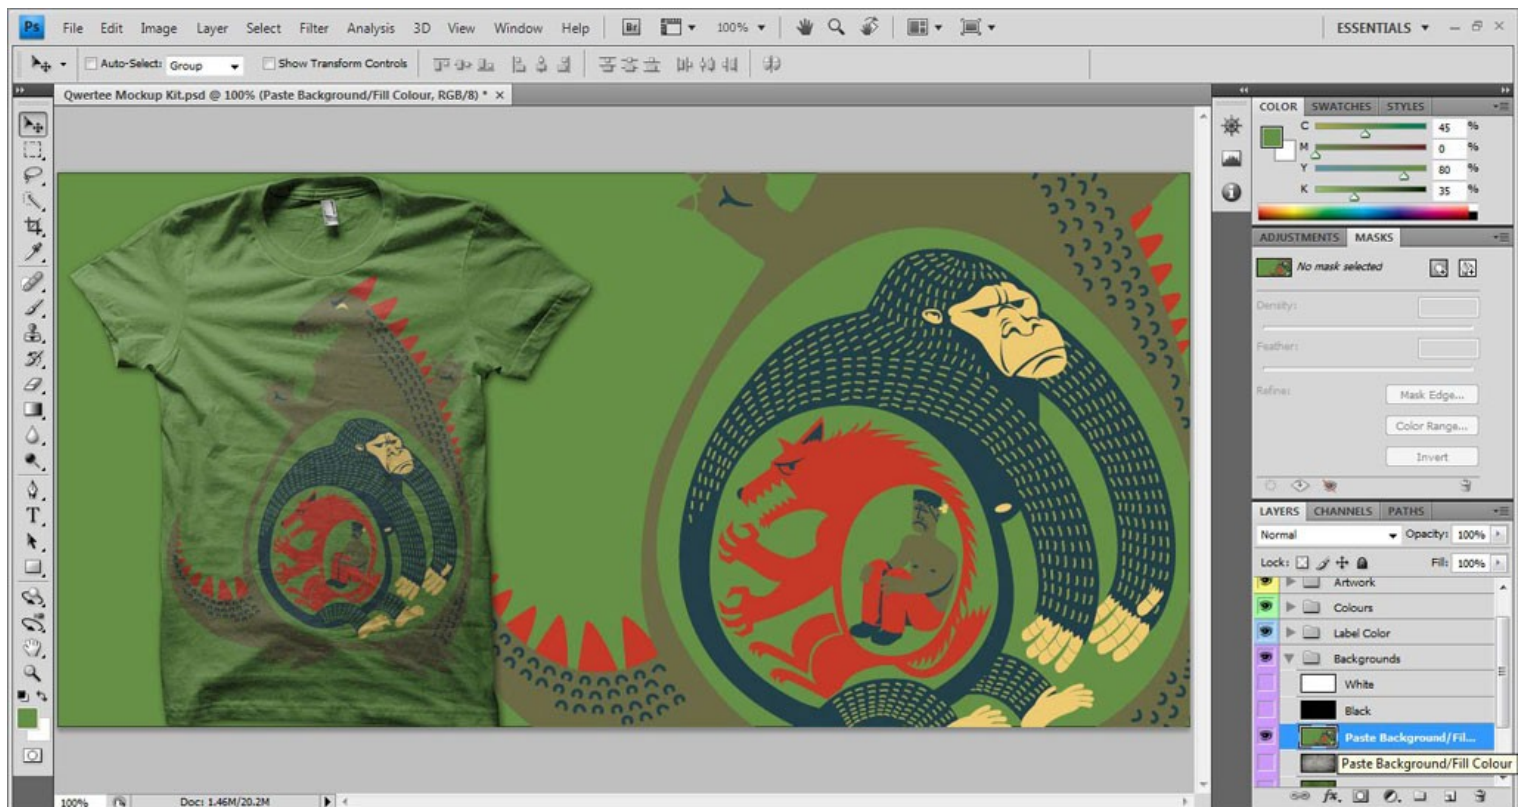 Ps File Edit Image Layer Select Filter Analysis 3D View Window Help Br 100% ESSENTIALS
Auto-Select: Group Show Transform Controls
Qwertee Mockup Kit.psd @ 100% (Paste Background/Fill Colour, RGB/8) * ×
COLOR SWATCHES STYLES
C 45 %
M 0 %
Y 80 %
K 35 %
ADJUSTMENTS MASKS
No mask selected
Density:
Feather:
Refine: Mask Edge...
Color Range...
Invert
LAYERS CHANNELS PATHS
Normal Opacity: 100%
Lock: Fill: 100%
Artwork
Colours
Label Color
Backgrounds
White
Black
Paste Background/Fil...
Paste Background/Fill Colour
100% Doc: 1.46M/20.2M